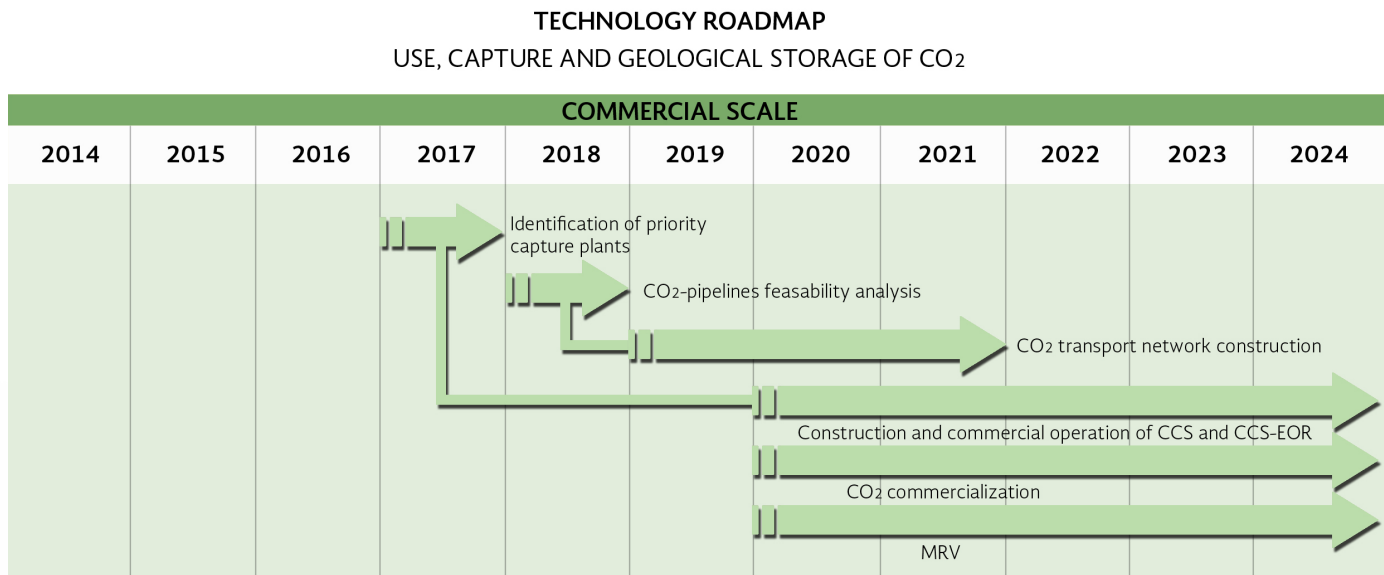 TECHNOLOGY ROADMAP
USE, CAPTURE AND GEOLOGICAL STORAGE OF CO2
COMMERCIAL SCALE
2014 2015 2016 2017 2018 2019 2020 2021 2022 2023 2024
Identification of priority
capture plants
CO2-pipelines feasability analysis
CO2 transport network construction
Construction and commercial operation of CCS and CCS-EOR
CO2 commercialization
MRV